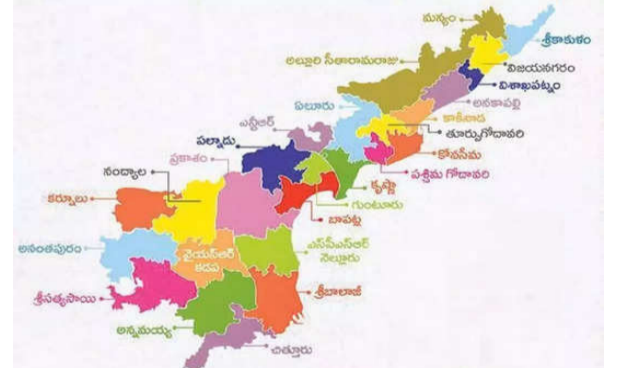 మన్యం
శ్రీకాకుళం
అల్లూరి సీతారామరాజు
విజయనగరం
విశాఖపట్నం
అనకాపల్లి
ఏలూరు
కాకినాడ
ఎన్టీఆర్
తూర్పుగోదావరి
పల్నాడు
కోనసీమ
ప్రకాశం
పశ్చిమ గోదావరి
నంద్యాల
కృష్ణా
కర్నూలు
గుంటూరు
బాపట్ల
అనంతపురం
ఎస్‌పీఎస్ఆర్
నెల్లూరు
వైయస్ఆర్
కడప
శ్రీసత్యసాయి
శ్రీబాలాజీ
అన్నమయ్య
చిత్తూరు